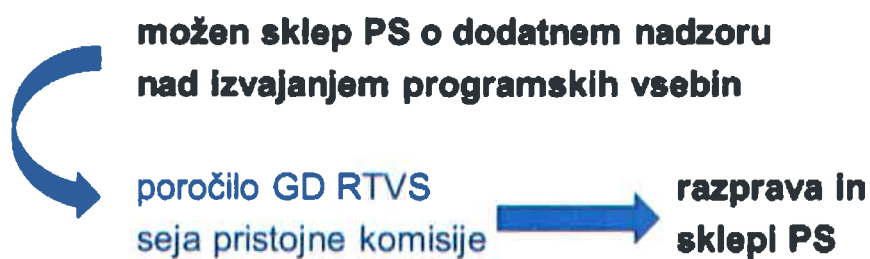 možen sklep PS o dodatnem nadzoru
nad izvajanjem programskih vsebin
poročilo GD RTVS
seja pristojne komisije
razprava in
sklepi PS